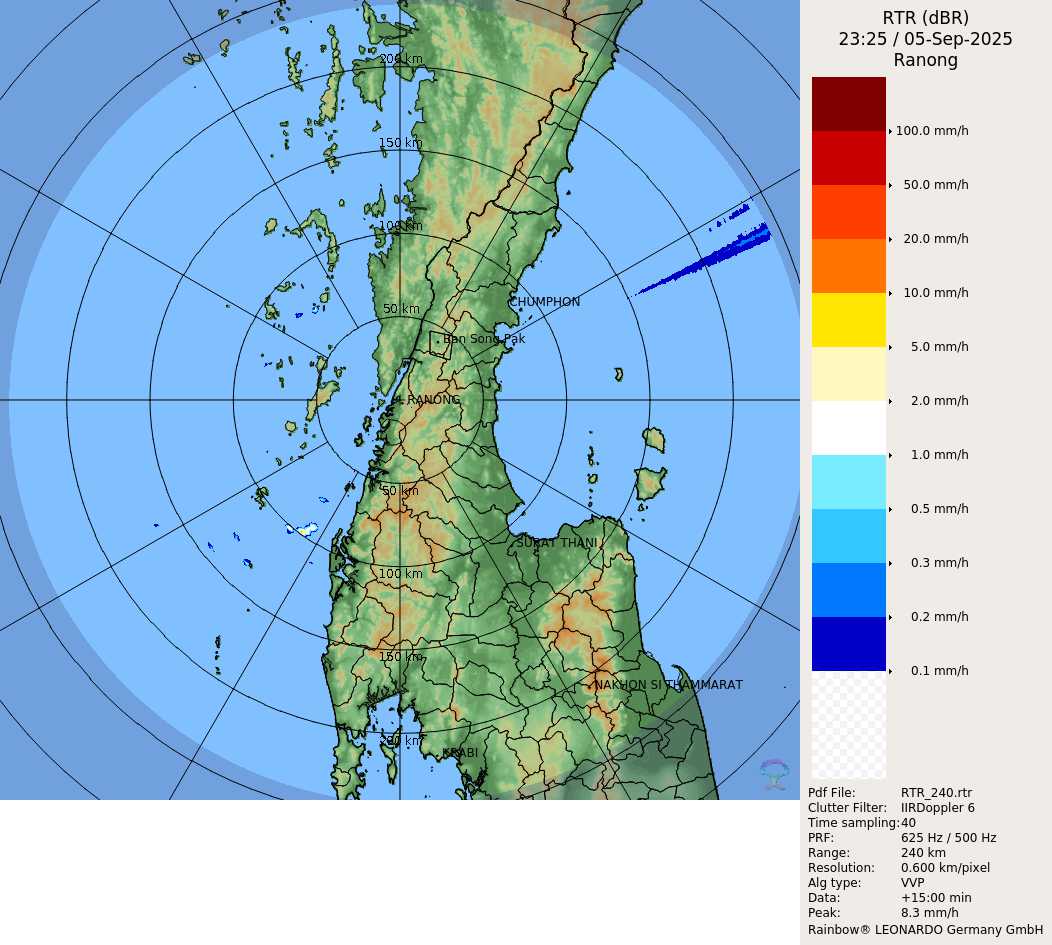 RTR (dBR)
23:25 / 05-Sep-2025
Ranong
100.0 mm/h
50.0 mm/h
20.0 mm/h
10.0 mm/h
5.0 mm/h
2.0 mm/h
1.0 mm/h
0.5 mm/h
0.3 mm/h
0.2 mm/h
0.1 mm/h
200 km
150 km
100 km
CHUMPHON
50 km
Ban Song Pak
RANONG
50 km
SURAT THANI
100 km
150 km
NAKHON SI THAMMARAT
200 km
KRABI
Pdf File: RTR_240.rtr
Clutter Filter: IIRDoppler 6
Time sampling: 40
PRF: 625 Hz / 500 Hz
Range: 240 km
Resolution: 0.600 km/pixel
Alg type: VVP
Data: +15:00 min
Peak: 8.3 mm/h
Rainbow® LEONARDO Germany GmbH